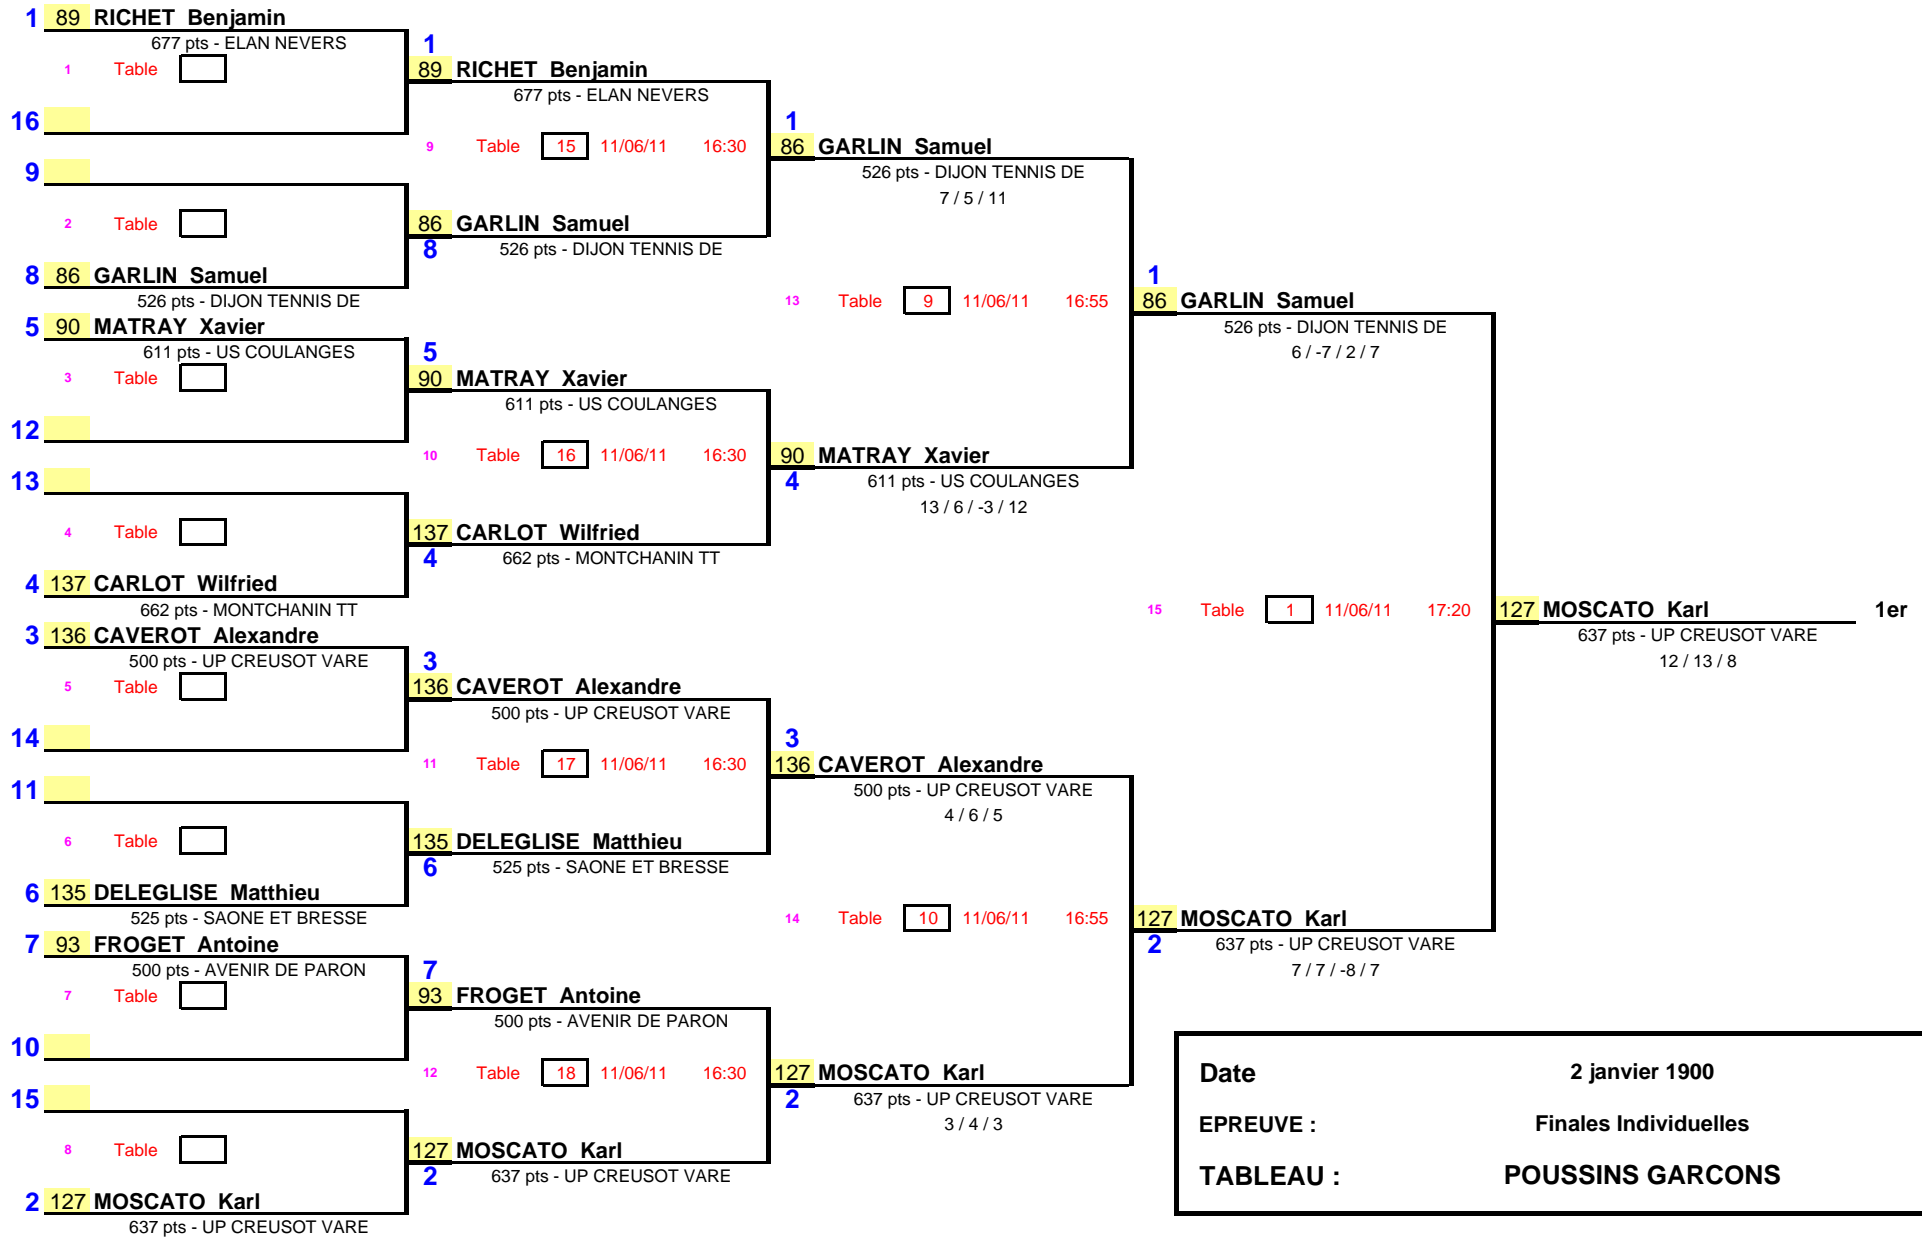 1 89 RICHET Benjamin
677 pts - ELAN NEVERS
1 Table
16
9
2 Table
8 86 GARLIN Samuel
526 pts - DIJON TENNIS DE
5 90 MATRAY Xavier
611 pts - US COULANGES
3 Table
12
13
4 Table
4 137 CARLOT Wilfried
662 pts - MONTCHANIN TT
3 136 CAVEROT Alexandre
500 pts - UP CREUSOT VARE
5 Table
14
11
6 Table
6 135 DELEGLISE Matthieu
525 pts - SAONE ET BRESSE
7 93 FROGET Antoine
500 pts - AVENIR DE PARON
7 Table
10
15
8 Table
2 127 MOSCATO Karl
637 pts - UP CREUSOT VARE
1
89 RICHET Benjamin
677 pts - ELAN NEVERS
9 Table 15 11/06/11 16:30
86 GARLIN Samuel
8
526 pts - DIJON TENNIS DE
5
90 MATRAY Xavier
611 pts - US COULANGES
10 Table 16 11/06/11 16:30
137 CARLOT Wilfried
4
662 pts - MONTCHANIN TT
3
136 CAVEROT Alexandre
500 pts - UP CREUSOT VARE
11 Table 17 11/06/11 16:30
135 DELEGLISE Matthieu
6
525 pts - SAONE ET BRESSE
7
93 FROGET Antoine
500 pts - AVENIR DE PARON
12 Table 18 11/06/11 16:30
127 MOSCATO Karl
2
637 pts - UP CREUSOT VARE
1
86 GARLIN Samuel
526 pts - DIJON TENNIS DE
7 / 5 / 11
13 Table 9 11/06/11 16:55
90 MATRAY Xavier
4
611 pts - US COULANGES
13 / 6 / -3 / 12
3
136 CAVEROT Alexandre
500 pts - UP CREUSOT VARE
4 / 6 / 5
14 Table 10 11/06/11 16:55
127 MOSCATO Karl
2
637 pts - UP CREUSOT VARE
3 / 4 / 3
1
86 GARLIN Samuel
526 pts - DIJON TENNIS DE
6 / -7 / 2 / 7
15 Table 1 11/06/11 17:20
127 MOSCATO Karl
2
637 pts - UP CREUSOT VARE
7 / 7 / -8 / 7
127 MOSCATO Karl 1er
637 pts - UP CREUSOT VARE
12 / 13 / 8
Date 2 janvier 1900
EPREUVE : Finales Individuelles
TABLEAU : POUSSINS GARCONS